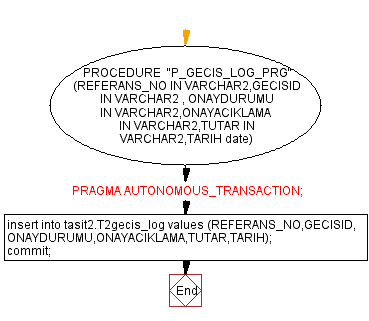 PROCEDURE "P_GECIS_LOG_PRG"
(REFERANS_NO IN VARCHAR2,GECISID
IN VARCHAR2 , ONAYDURUMU
IN VARCHAR2,ONAYACIKLAMA
IN VARCHAR2,TUTAR IN
VARCHAR2,TARIH date)
PRAGMA AUTONOMOUS_TRANSACTION;
insert into tasit2.T2gecis_log values (REFERANS_NO,GECISID,
ONAYDURUMU,ONAYACIKLAMA,TUTAR,TARIH);
commit;
End